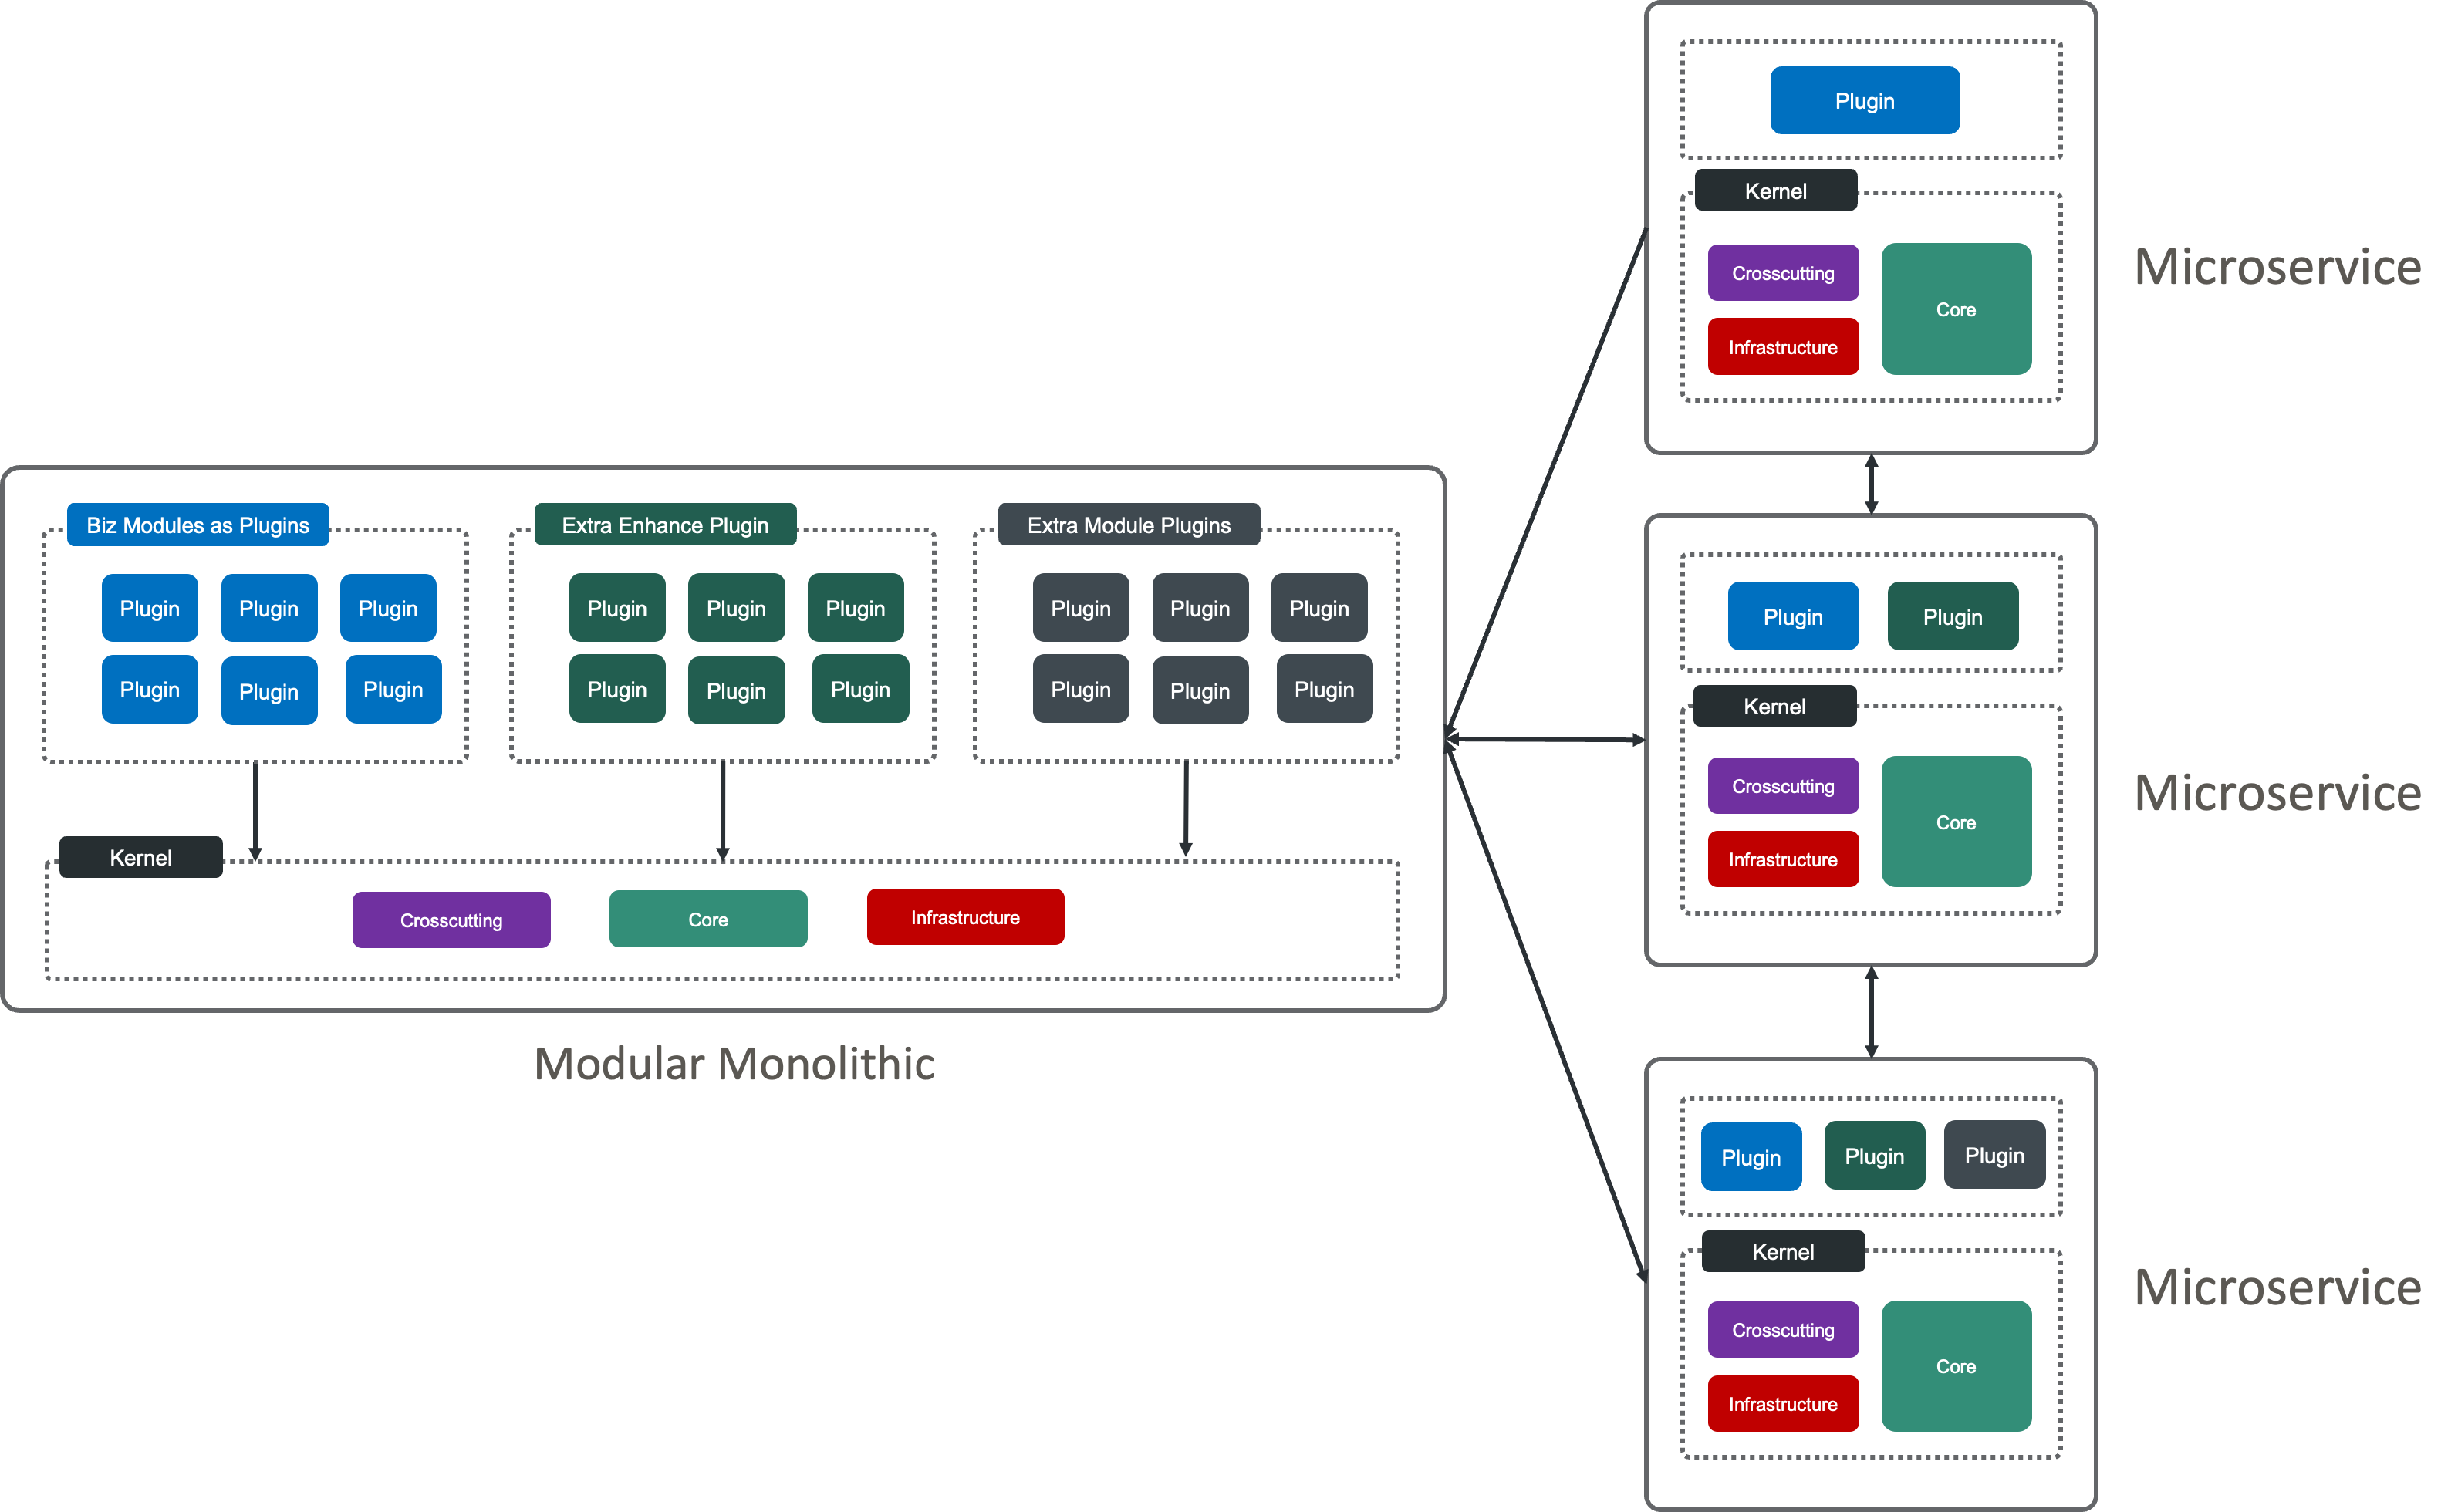 Plugin
Kernel
Crosscutting
Core
Infrastructure
Microservice
Biz Modules as Plugins
Extra Enhance Plugin
Extra Module Plugins
Plugin Plugin Plugin
Plugin Plugin Plugin
Plugin Plugin Plugin
Plugin Plugin Plugin
Plugin Plugin Plugin
Plugin Plugin Plugin
Kernel
Crosscutting
Core
Infrastructure
Modular Monolithic
Plugin
Plugin
Kernel
Crosscutting
Core
Infrastructure
Microservice
Plugin
Plugin
Plugin
Kernel
Crosscutting
Core
Infrastructure
Microservice